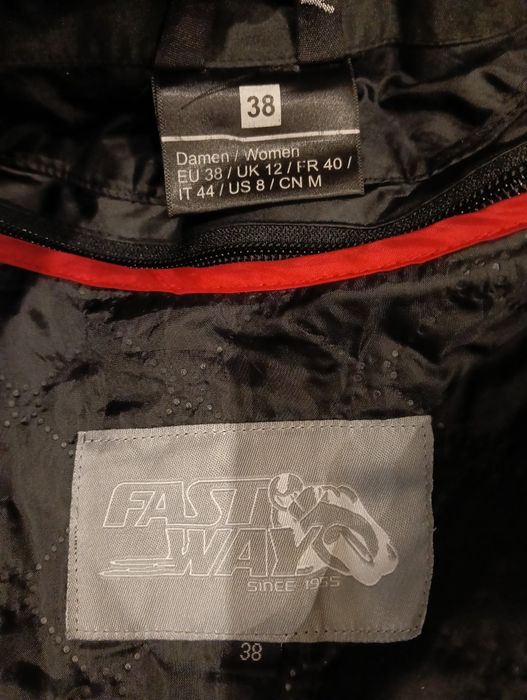 38
Damen / Women
EU 38 / UK 12 / FR 40 /
IT 44 / US 8 / CN M
FAST
WAY
SINCE 1955
38